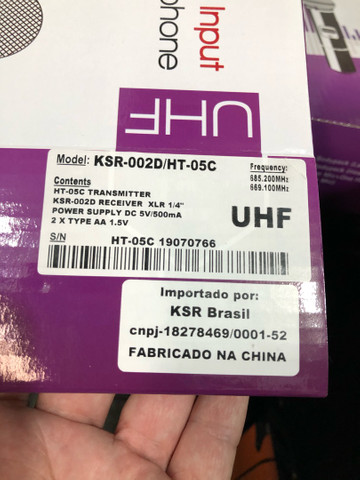 Input
phone
UHF
Model: KSR-002D/HT-05C
Frequency:
685.200MHz
669.100MHz
Contents
HT-05C TRANSMITTER
KSR-002D RECEIVER XLR 1/4"
POWER SUPPLY DC 5V/500mA
2 X TYPE AA 1.5V
UHF
S/N
HT-05C 19070766
Importado por:
KSR Brasil
cnpj-18278469/0001-52
FABRICADO NA CHINA